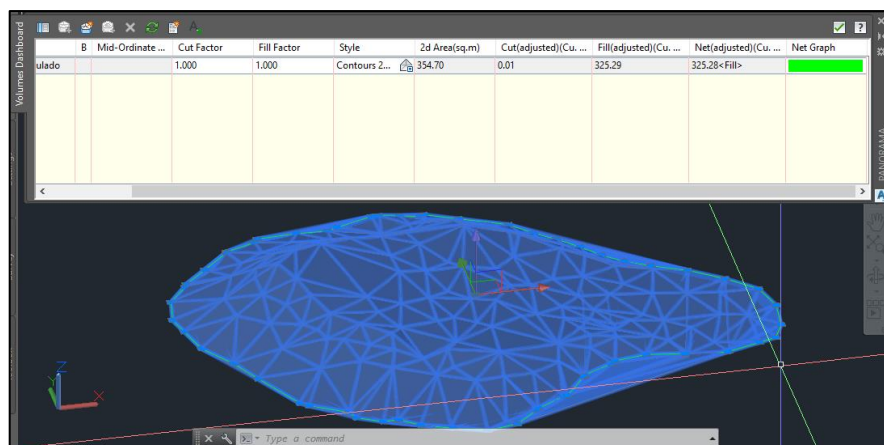 Volumes Dashboard
B Mid-Ordinate ... Cut Factor Fill Factor Style 2d Area(sq.m) Cut(adjusted)(Cu. ... Fill(adjusted)(Cu. ... Net(adjusted)(Cu. ... Net Graph
ulado 1.000 1.000 Contours 2... 354.70 0.01 325.29 325.28<Fill>
PANORAMA
Z
Y
X
Type a command